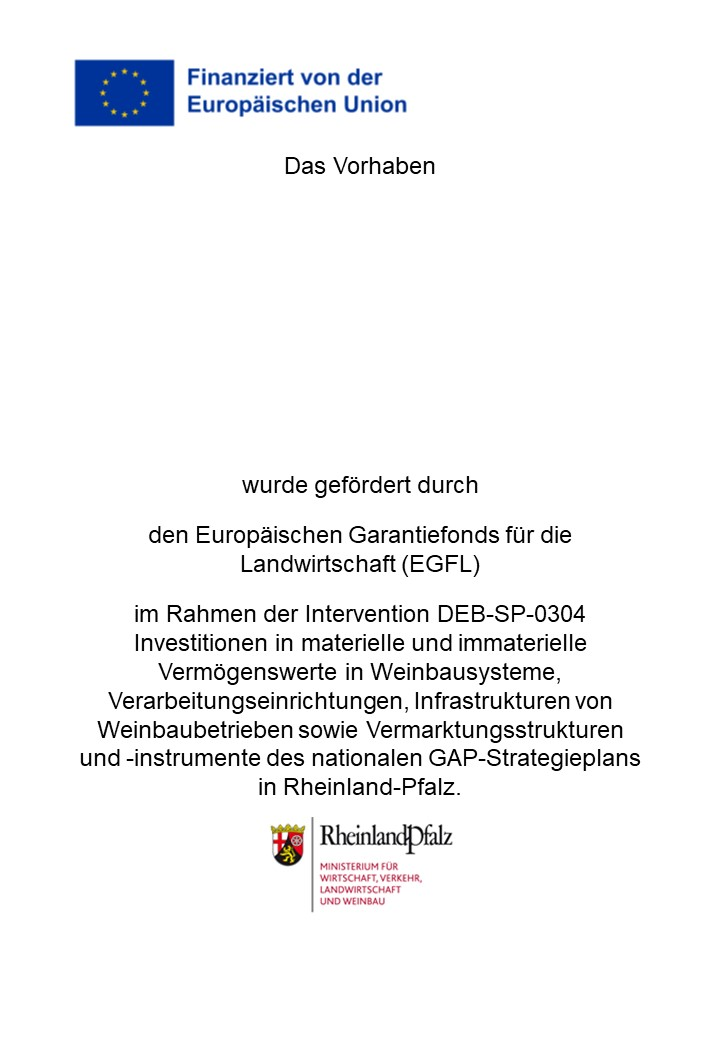 Finanziert von der
Europäischen Union
Das Vorhaben
wurde gefördert durch
den Europäischen Garantiefonds für die
Landwirtschaft (EGFL)
im Rahmen der Intervention DEB-SP-0304
Investitionen in materielle und immaterielle
Vermögenswerte in Weinbausysteme,
Verarbeitungseinrichtungen, Infrastrukturen von
Weinbaubetrieben sowie Vermarktungsstrukturen
und -instrumente des nationalen GAP-Strategieplans
in Rheinland-Pfalz.
RheinlandPfalz
MINISTERIUM FÜR
WIRTSCHAFT, VERKEHR,
LANDWIRTSCHAFT
UND WEINBAU